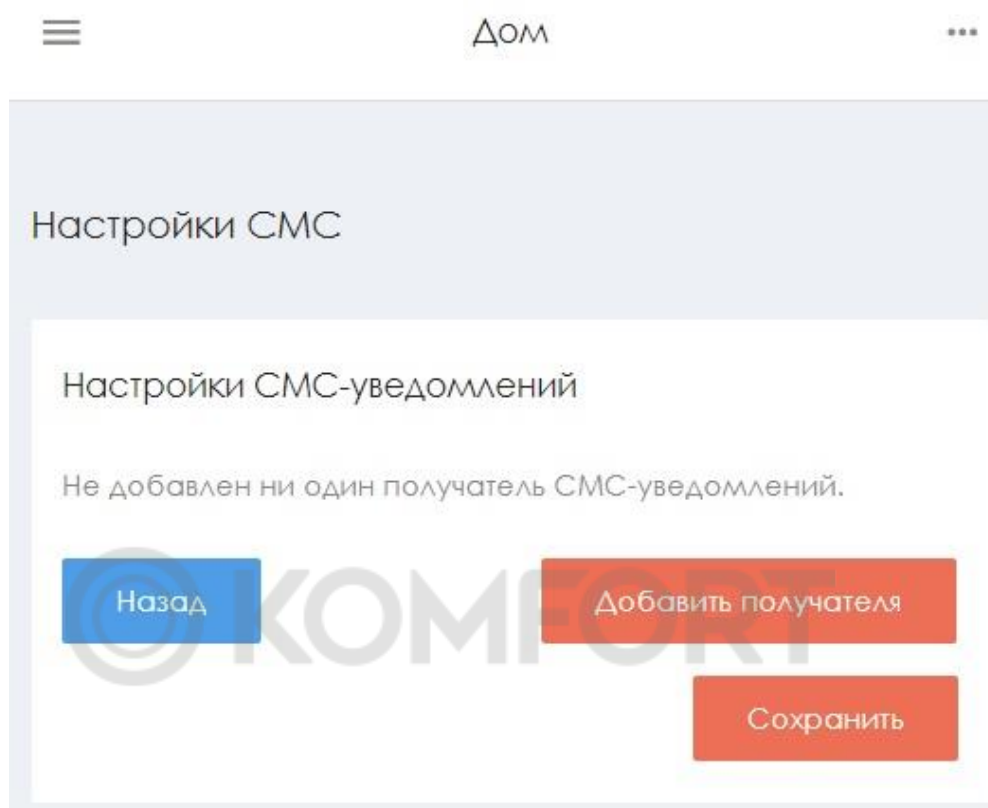 Дом
Настройки СМС
Настройки СМС-уведомлений
Не добавлен ни один получатель СМС-уведомлений.
Назад
Добавить получателя
© KOMFORT
Сохранить